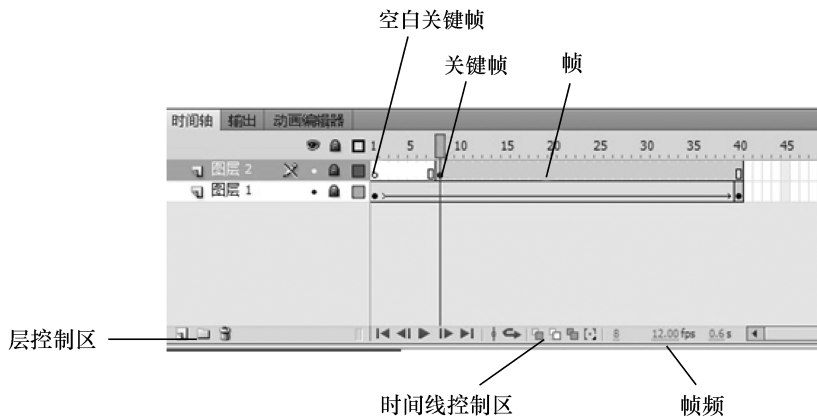 空白关键帧
关键帧
帧
时间轴 输出 动画编辑器
1 5 10 15 20 25 30 35 40 45
图层 2
图层 1
8 12.00 fps 0.6 s
层控制区
时间线控制区
帧频